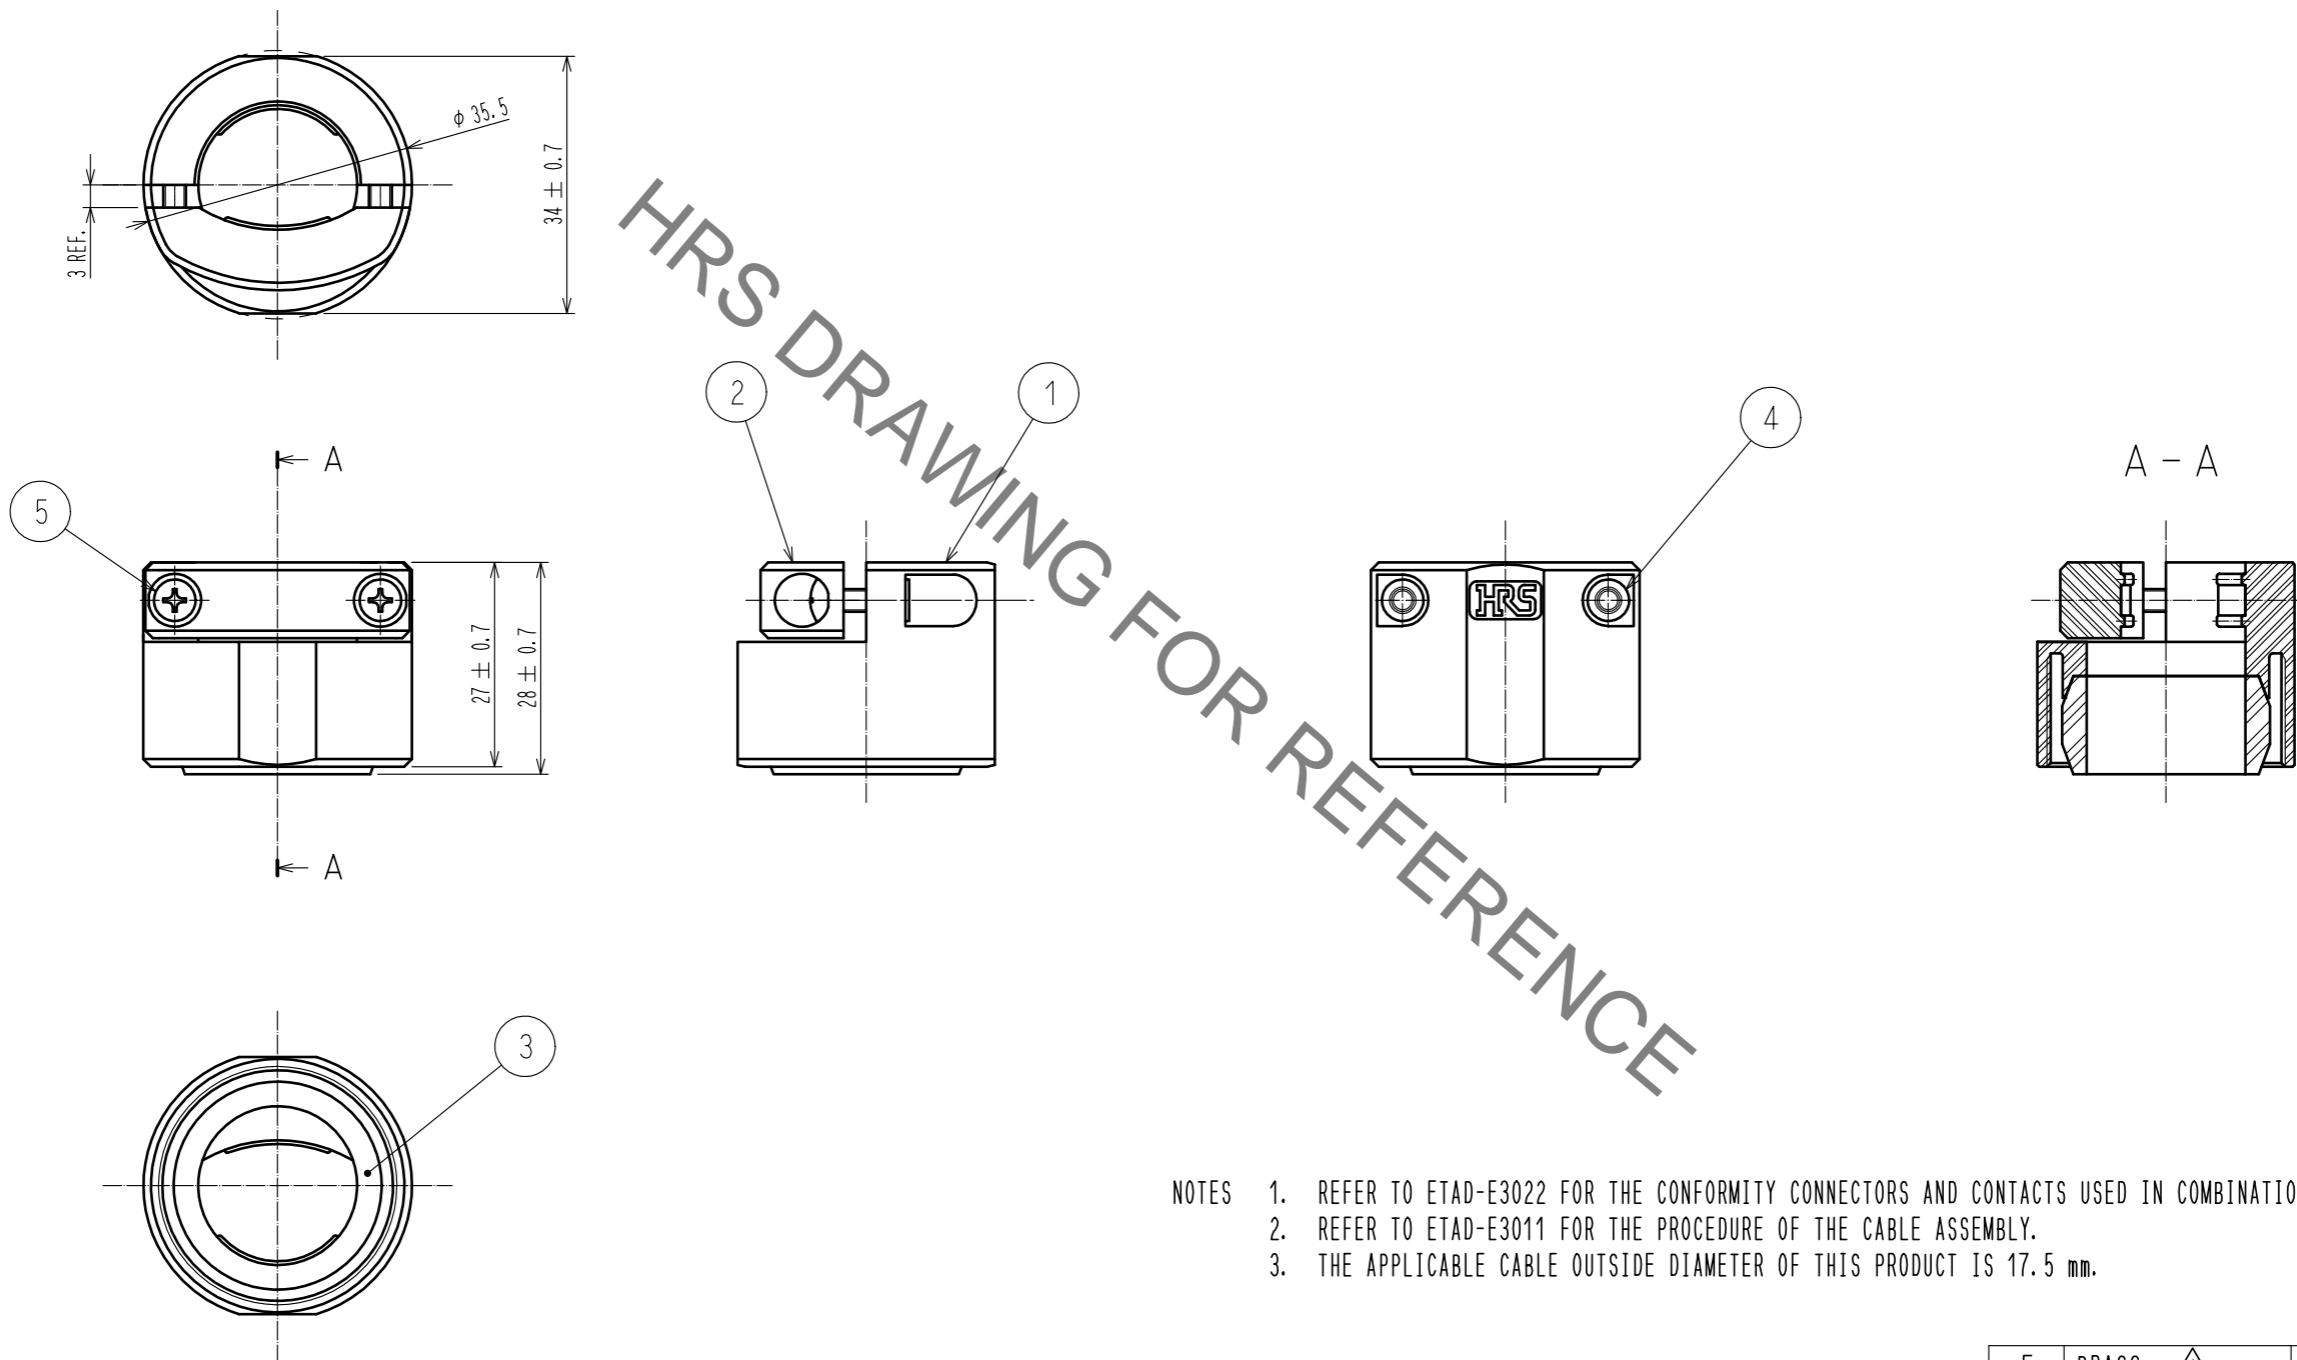 φ 35.5
34 ± 0.7
3 REF.
HRS DRAWING FOR REFERENCE
2
1
4
A
A - A
5
HRS
27 ± 0.7
28 ± 0.7
A
3
NOTES 1. REFER TO ETAD-E3022 FOR THE CONFORMITY CONNECTORS AND CONTACTS USED IN COMBINATIO
2. REFER TO ETAD-E3011 FOR THE PROCEDURE OF THE CABLE ASSEMBLY.
3. THE APPLICABLE CABLE OUTSIDE DIAMETER OF THIS PRODUCT IS 17.5 mm.